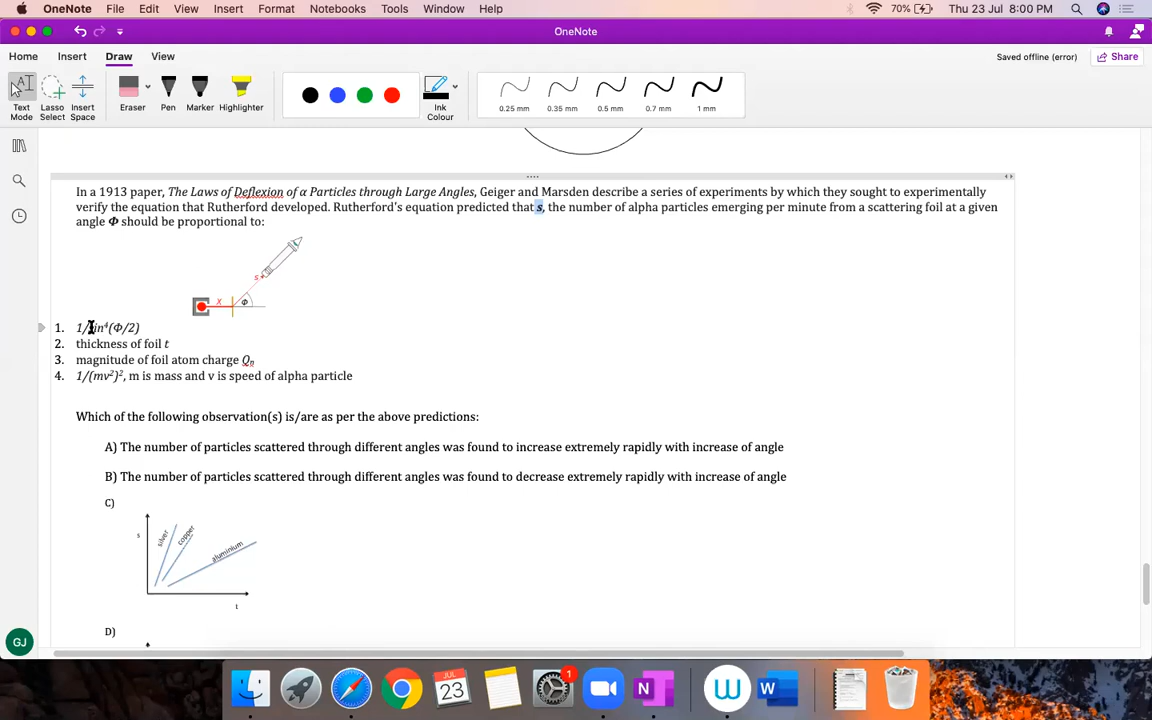 OneNote File Edit View Insert Format Notebooks Tools Window Help 70% Thu 23 Jul 8:00 PM
OneNote
Home Insert Draw View Saved offline (error) Share
Text Mode Lasso Select Insert Space Eraser Pen Marker Highlighter Ink Colour 0.25 mm 0.35 mm 0.5 mm 0.7 mm 1 mm
In a 1913 paper, The Laws of Deflexion of α Particles through Large Angles, Geiger and Marsden describe a series of experiments by which they sought to experimentally
verify the equation that Rutherford developed. Rutherford's equation predicted that s, the number of alpha particles emerging per minute from a scattering foil at a given
angle Φ should be proportional to:
s
X Φ
1. 1/sin⁴(Φ/2)
2. thickness of foil t
3. magnitude of foil atom charge Qₙ
4. 1/(mv²)², m is mass and v is speed of alpha particle
Which of the following observation(s) is/are as per the above predictions:
A) The number of particles scattered through different angles was found to increase extremely rapidly with increase of angle
B) The number of particles scattered through different angles was found to decrease extremely rapidly with increase of angle
C)
s silver copper aluminium
t
D)
GJ
JUL
23
1
N
W
W